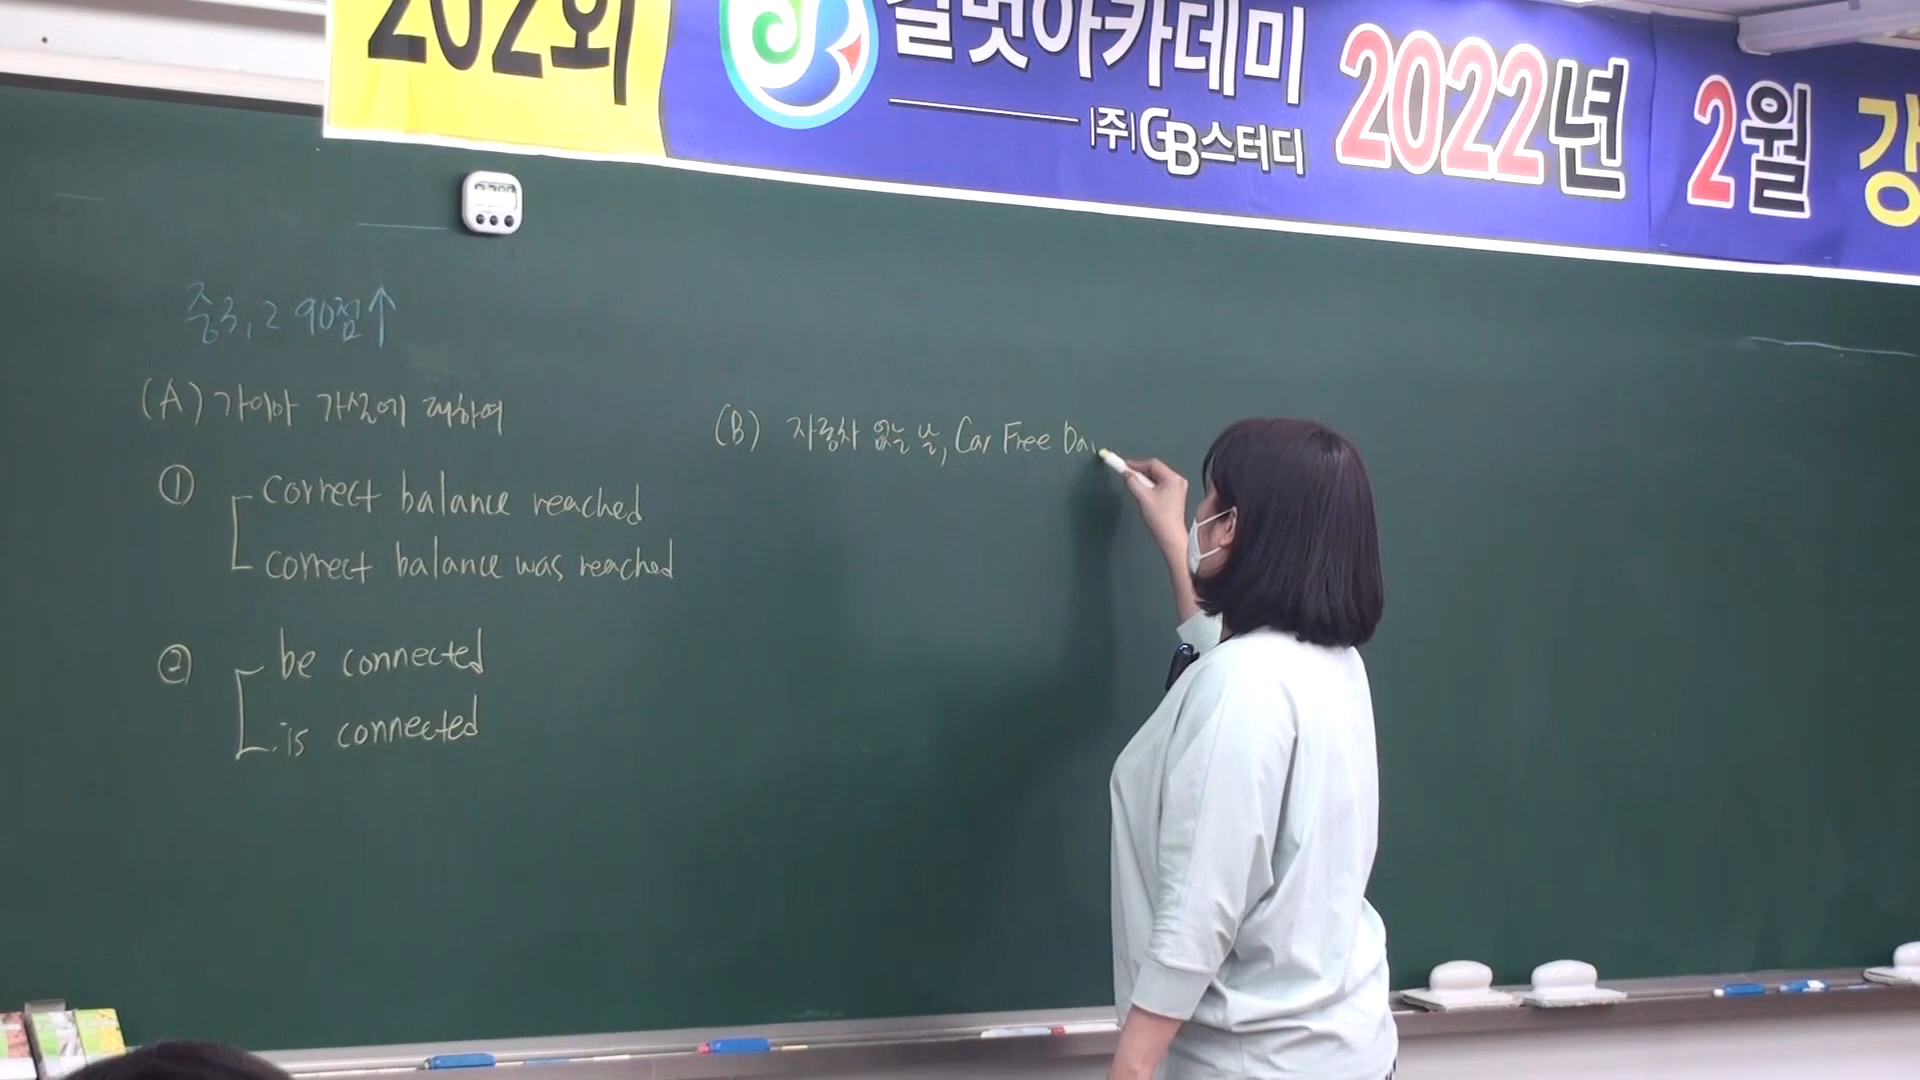 202회
길벗아카데미
(주)GB스터디
2022년 2월 강
중3, 2 90점↑
(A) 가이아 가설에 대하여
① correct balance reached
correct balance was reached
② be connected
is connected
(B) 자동차 없는 날, Car Free Da